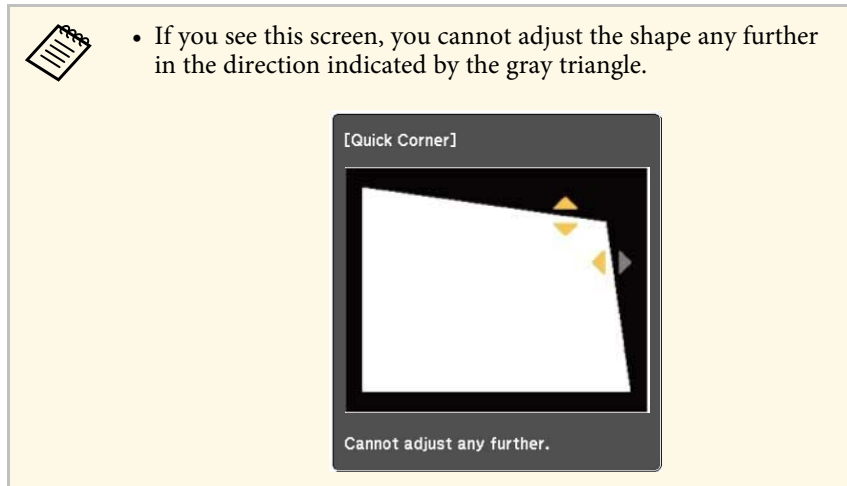 • If you see this screen, you cannot adjust the shape any further
in the direction indicated by the gray triangle.
[Quick Corner]
Cannot adjust any further.